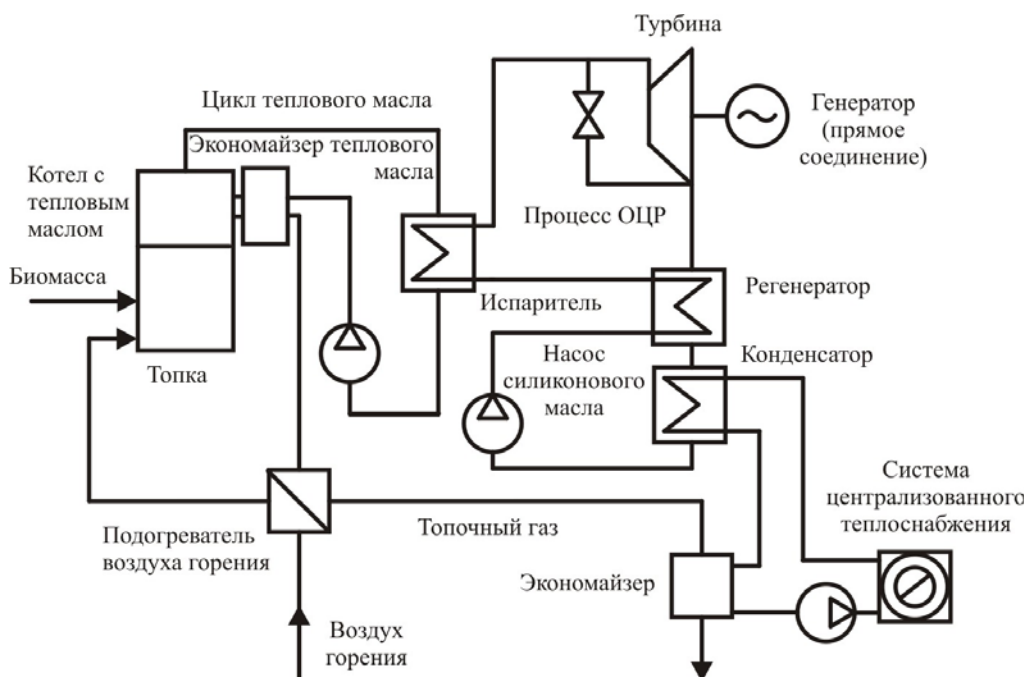 Турбина
Цикл теплового масла
Генератор
(прямое
соединение)
Экономайзер теплового
масла
Котел с
тепловым
маслом
Процесс ОЦР
Биомасса
Испаритель
Регенератор
Топка
Насос
силиконового
масла
Конденсатор
Система
централизованного
теплоснабжения
Подогреватель
воздуха горения
Топочный газ
Экономайзер
Воздух
горения